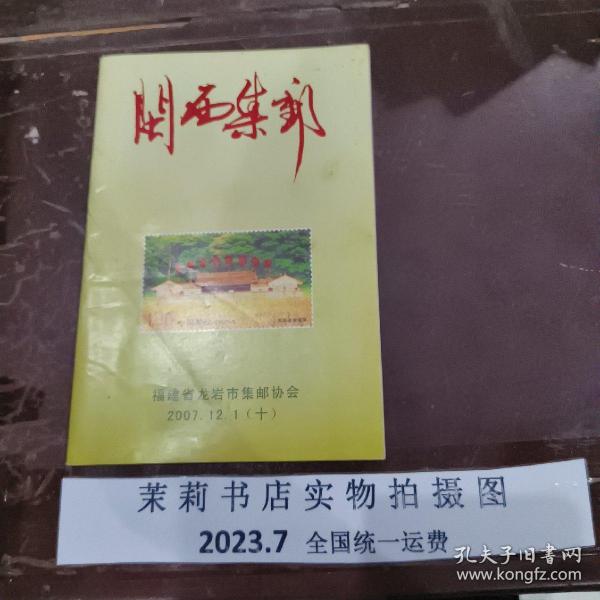 闽西集邮
福建省龙岩市集邮协会
2007.12.1(十)
茉莉书店实物拍摄图
2023.7 全国统一运费
孔夫子旧书网
www.kongfz.com